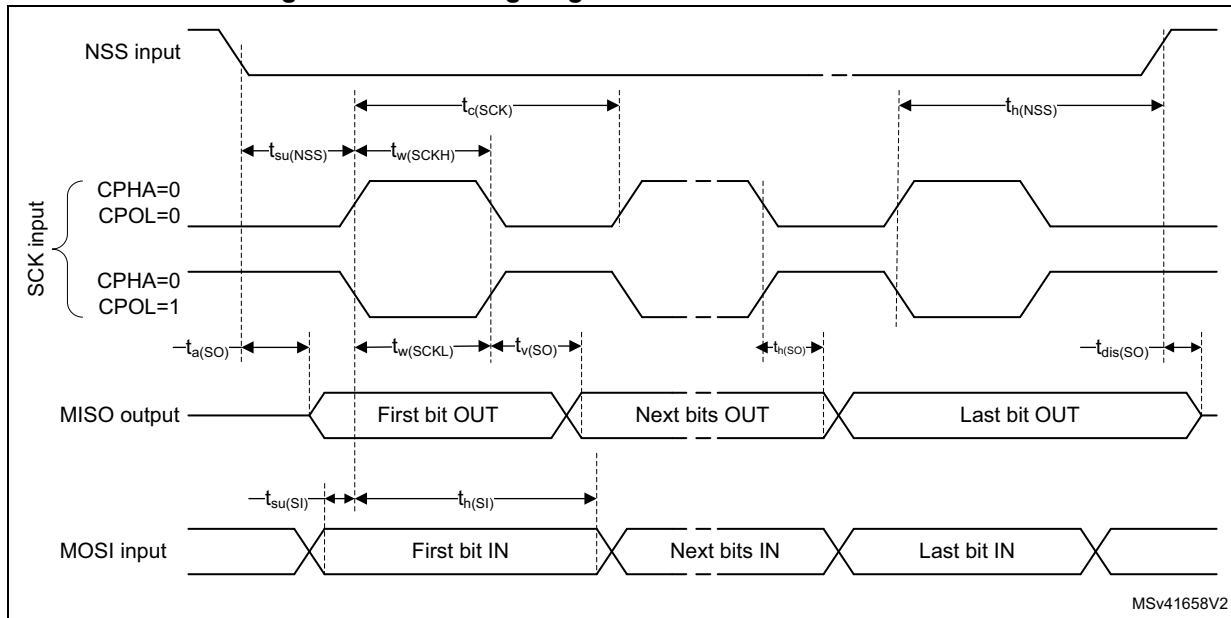 NSS input
tc(SCK)
th(NSS)
tsu(NSS)
tw(SCKH)
SCK input
CPHA=0
CPOL=0
CPHA=0
CPOL=1
ta(SO)
tw(SCKL)
tv(SO)
th(SO)
tdis(SO)
MISO output
First bit OUT
Next bits OUT
Last bit OUT
tsu(SI)
th(SI)
MOSI input
First bit IN
Next bits IN
Last bit IN
MSv41658V2